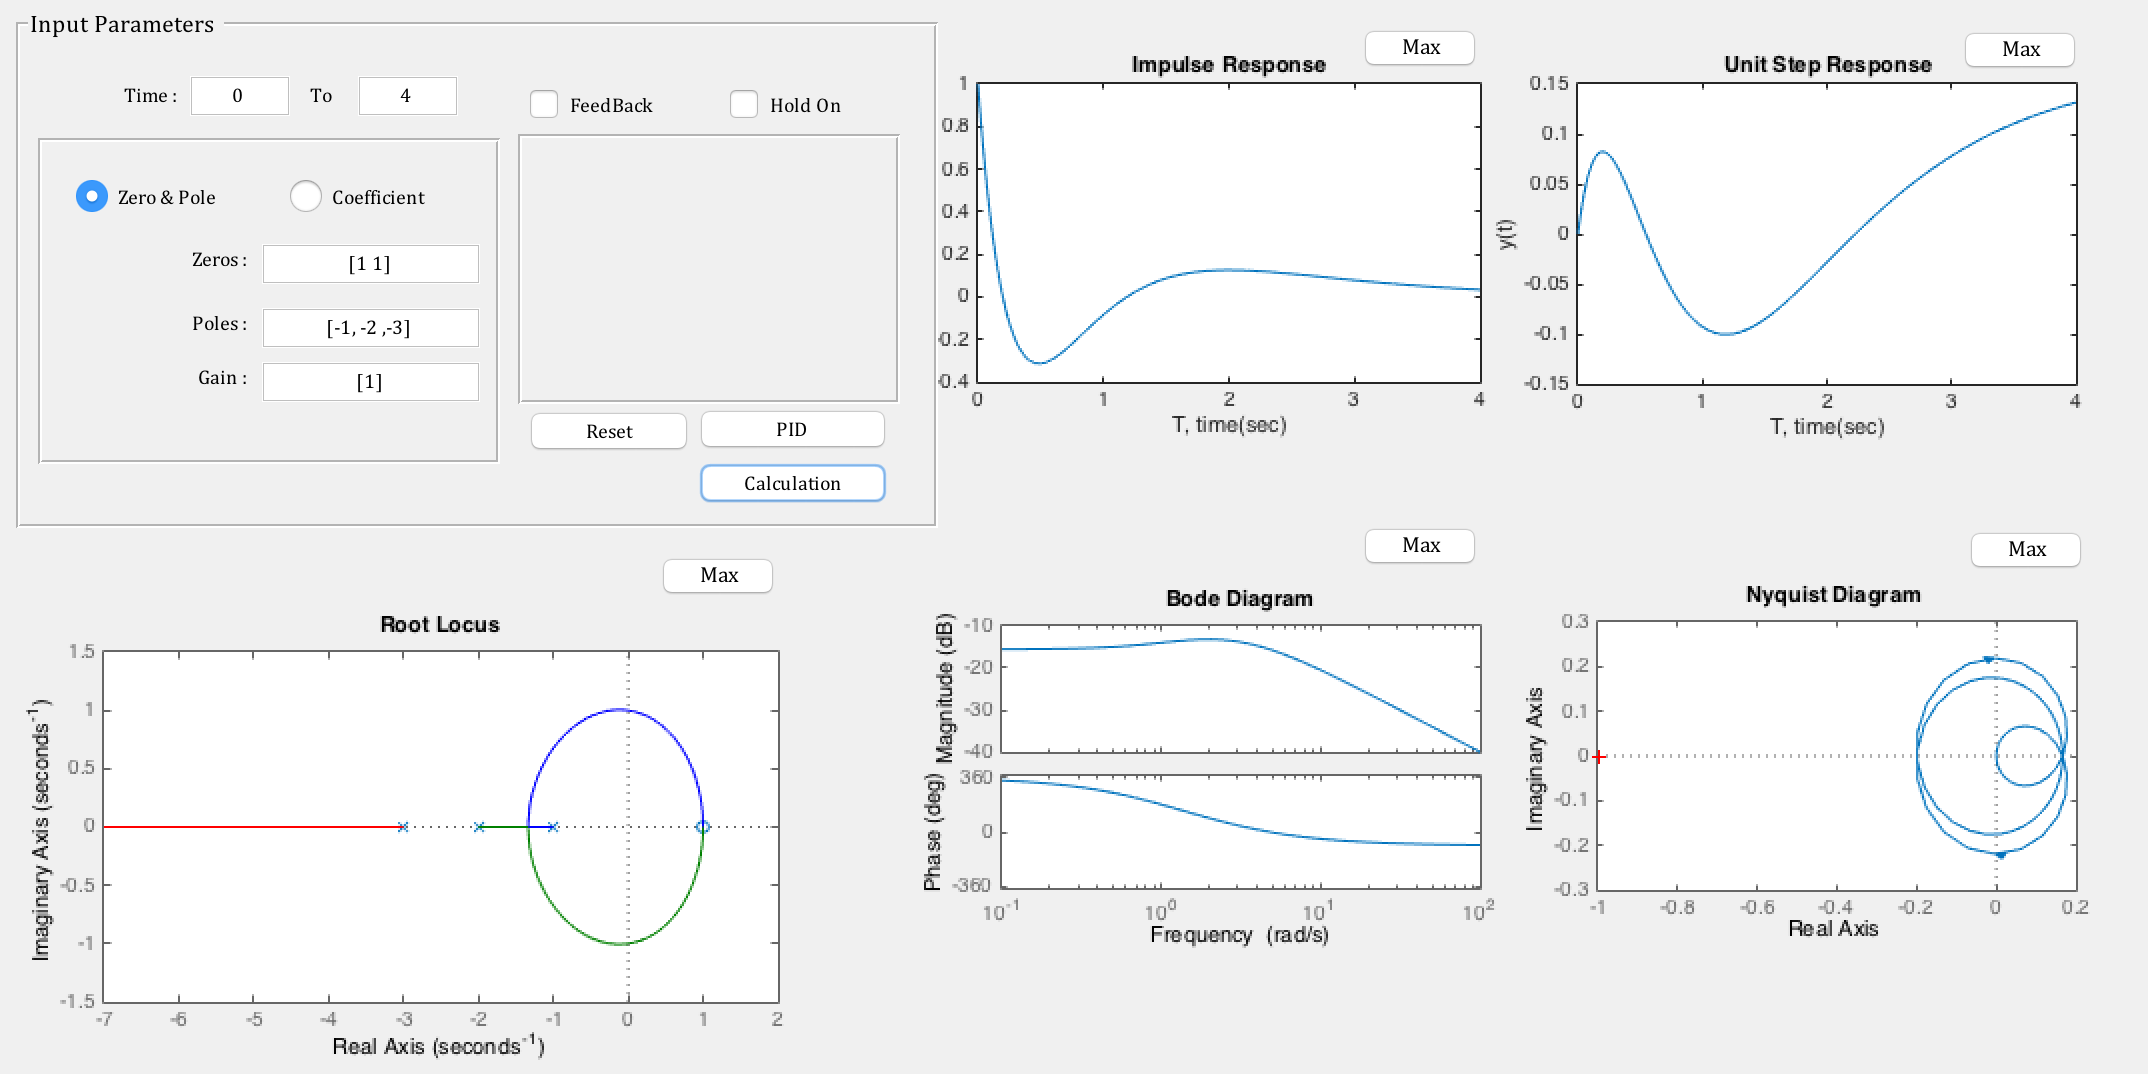 Input Parameters
Time : 0 To 4
FeedBack Hold On
Zero & Pole Coefficient
Zeros : [1 1]
Poles : [-1, -2 ,-3]
Gain : [1]
Reset PID
Calculation
Max
Impulse Response
1
0.8
0.6
0.4
0.2
0
-0.2
-0.4
0 1 2 3 4
T, time(sec)
Max
Unit Step Response
y(t)
0.15
0.1
0.05
0
-0.05
-0.1
-0.15
0 1 2 3 4
T, time(sec)
Max
Root Locus
Imaginary Axis (seconds⁻¹)
1.5
1
0.5
0
-0.5
-1
-1.5
-7 -6 -5 -4 -3 -2 -1 0 1 2
Real Axis (seconds⁻¹)
Max
Bode Diagram
Magnitude (dB)
-10
-20
-30
-40
Phase (deg)
360
0
-360
10⁻¹ 10⁰ 10¹ 10²
Frequency (rad/s)
Max
Nyquist Diagram
Imaginary Axis
0.3
0.2
0.1
0
-0.1
-0.2
-0.3
-1 -0.8 -0.6 -0.4 -0.2 0 0.2
Real Axis